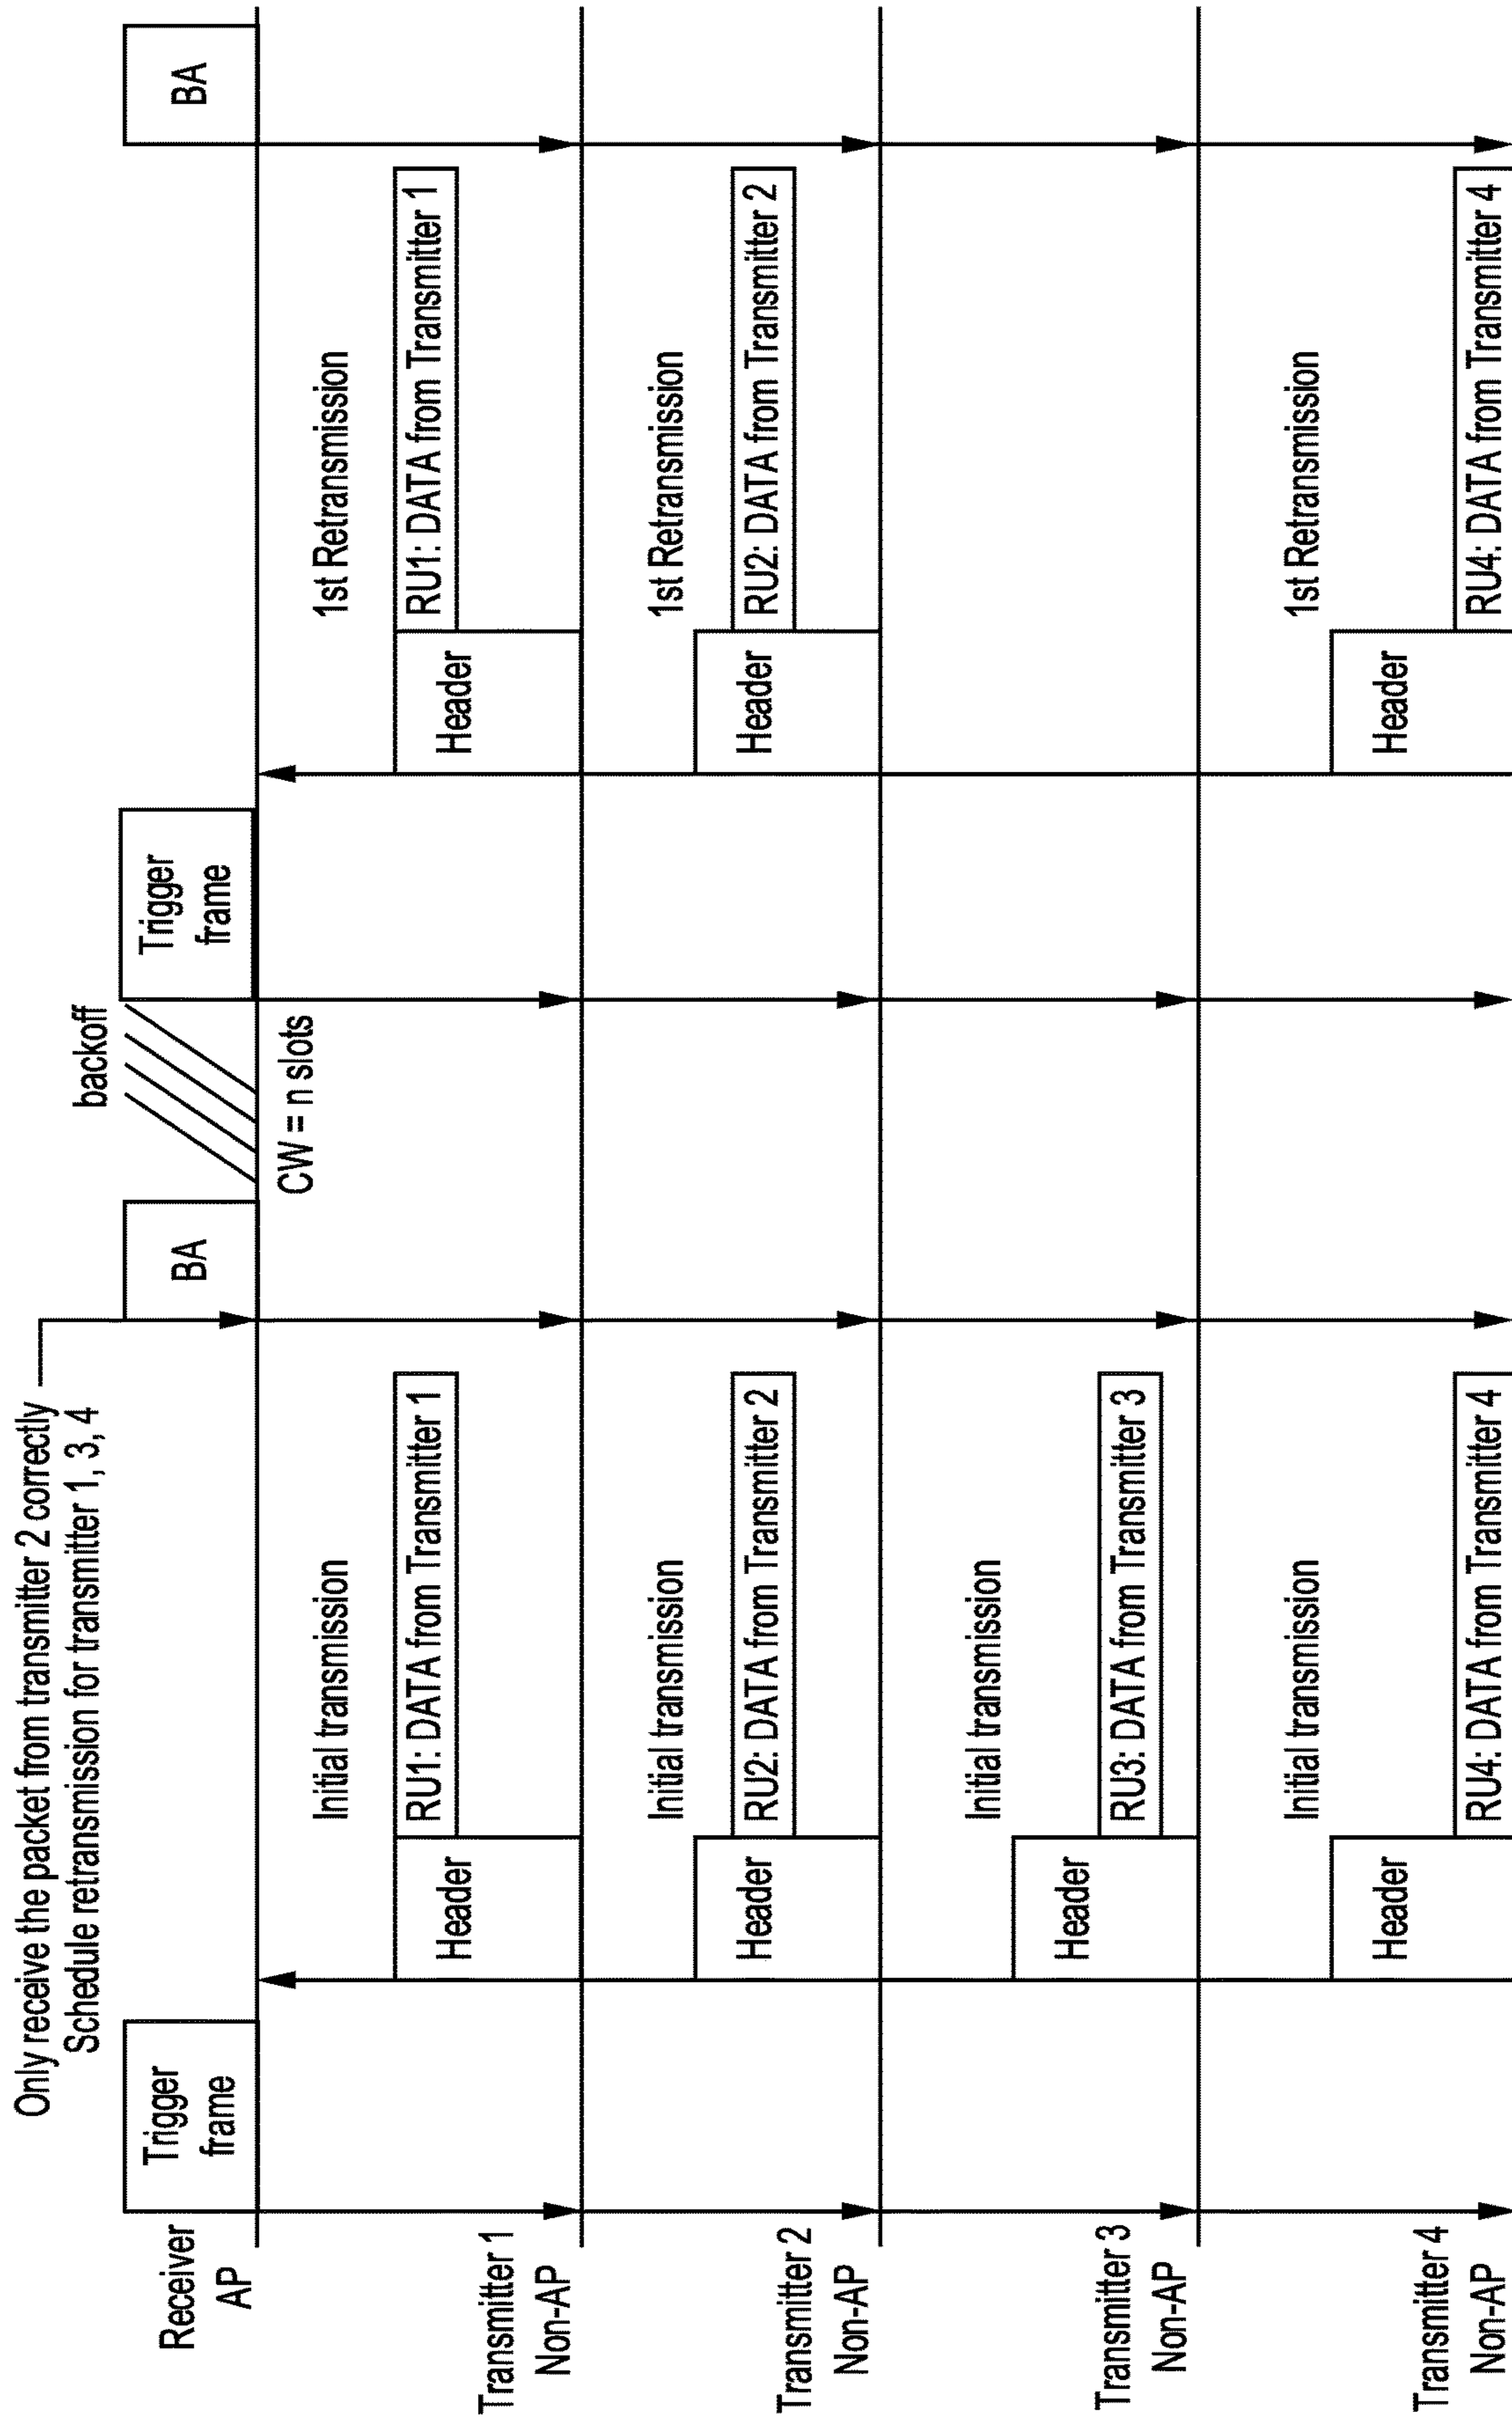 Only receive the packet from transmitter 2 correctly
Schedule retransmission for transmitter 1, 3, 4
backoff
Receiver
AP
Trigger
frame
BA
Trigger
frame
BA
CW = n slots
Initial transmission
1st Retransmission
Transmitter 1
Non-AP
Header
RU1: DATA from Transmitter 1
Header
RU1: DATA from Transmitter 1
Initial transmission
1st Retransmission
Transmitter 2
Non-AP
Header
RU2: DATA from Transmitter 2
Header
RU2: DATA from Transmitter 2
Initial transmission
Transmitter 3
Non-AP
Header
RU3: DATA from Transmitter 3
Initial transmission
1st Retransmission
Transmitter 4
Non-AP
Header
RU4: DATA from Transmitter 4
Header
RU4: DATA from Transmitter 4